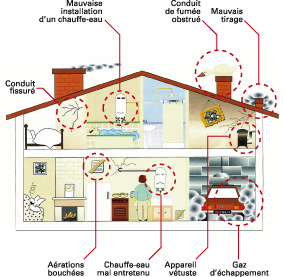 Mauvaise
installation
d'un chauffe-eau
Conduit
de fumée
obstrué
Mauvais
tirage
Conduit
fissuré
Aérations
bouchées
Chauffe-eau
mal entretenu
Appareil
vétuste
Gaz
d'échappement